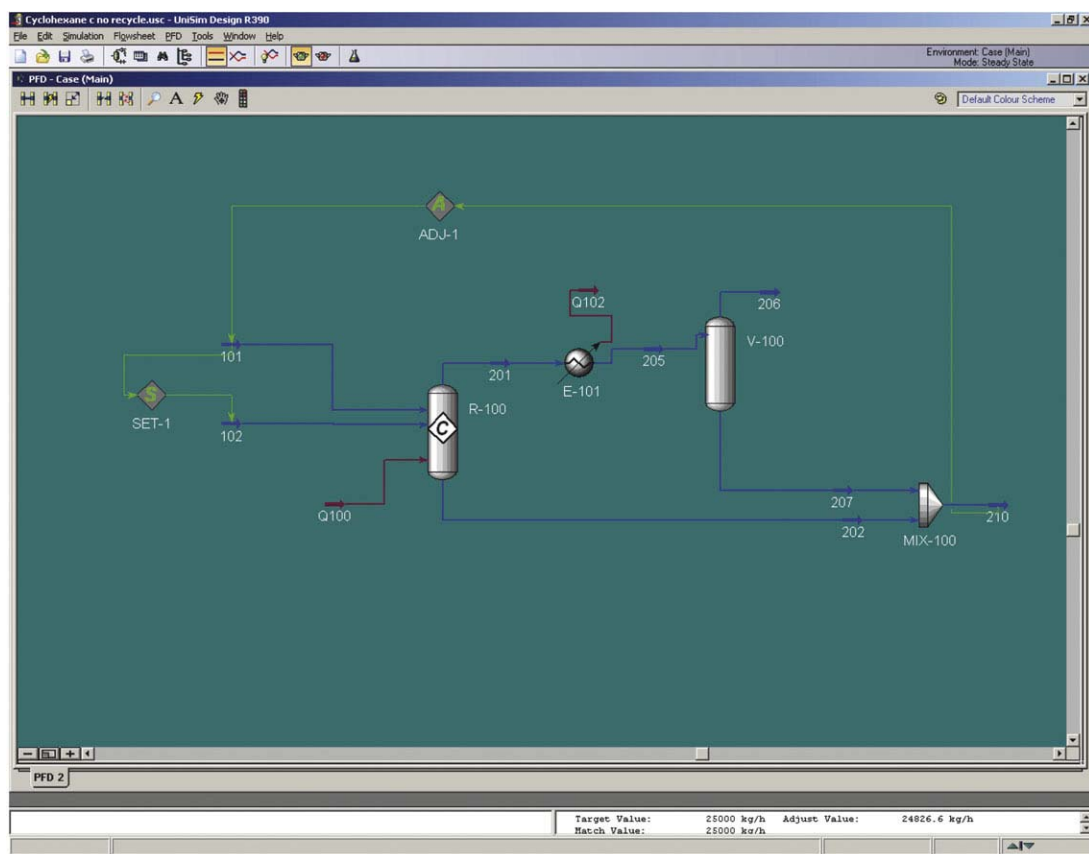 Cyclohexane c no recycle.usc - UniSim Design R390
File Edit Simulation Flowsheet PFD Tools Window Help
Environment: Case (Main)
Mode: Steady State
PFD - Case (Main)
A
Default Colour Scheme
A
ADJ-1
Q102
206
V-100
101
201
205
E-101
S
SET-1
R-100
102
C
Q100
207
202
210
MIX-100
PFD 2
Target Value: 25000 kg/h Adjust Value: 24826.6 kg/h
Match Value: 25000 kg/h